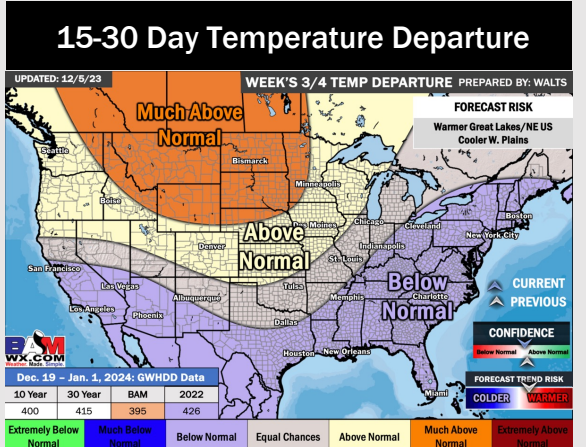 15-30 Day Temperature Departure
UPDATED: 12/5/23
WEEK'S 3/4 TEMP DEPARTURE PREPARED BY: WALTS
FORECAST RISK
Warmer Great Lakes/NE US
Cooler W. Plains
Much Above
Normal
Seattle
Bismarck
Minneapolis
Boise
Boston
Des Moines
Chicago
Cleveland
New York City
Above
Normal
Denver
Indianapolis
St. Louis
San Francisco
Las Vegas
Tulsa
Below
Normal
Charlotte
CURRENT
PREVIOUS
Albuquerque
Memphis
Los Angeles
Phoenix
Dallas
CONFIDENCE
Below Normal
Above Normal
BAM
WX.COM
Weather. Made. Simple.
Houston
New Orleans
Miami
FORECAST TREND RISK
COLDER
WARMER
Dec. 19 – Jan. 1, 2024: GWHDD Data
10 Year 30 Year BAM 2022
400 415 395 426
Extremely Below
Normal
Much Below
Normal
Below Normal
Equal Chances
Above Normal
Much Above
Normal
Extremely Above
Normal